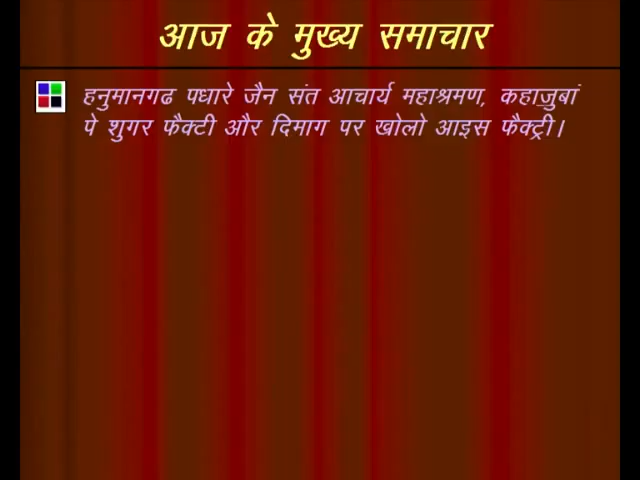 आज के मुख्य समाचार
हनुमानगढ पधारे जैन संत आचार्य महाश्रमण, कहाजुबां
पे शुगर फैक्टी और दिमाग पर खोलो आइस फैक्ट्री।